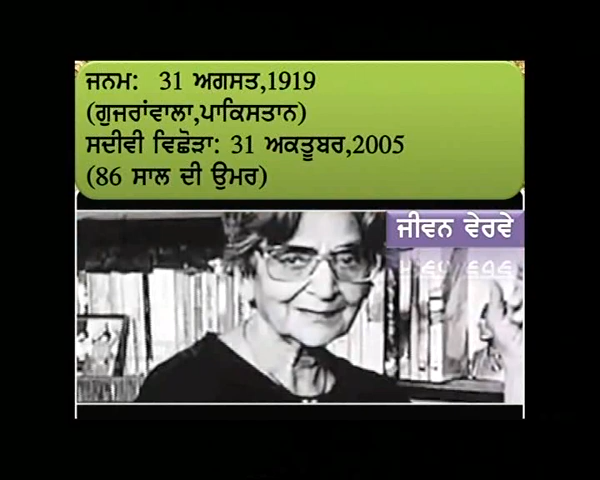 ਜਨਮ: 31 ਅਗਸਤ,1919
(ਗੁਜਰਾਂਵਾਲਾ,ਪਾਕਿਸਤਾਨ)
ਸਦੀਵੀ ਵਿਛੋੜਾ: 31 ਅਕਤੂਬਰ,2005
(86 ਸਾਲ ਦੀ ਉਮਰ)
ਜੀਵਨ ਵੇਰਵੇ